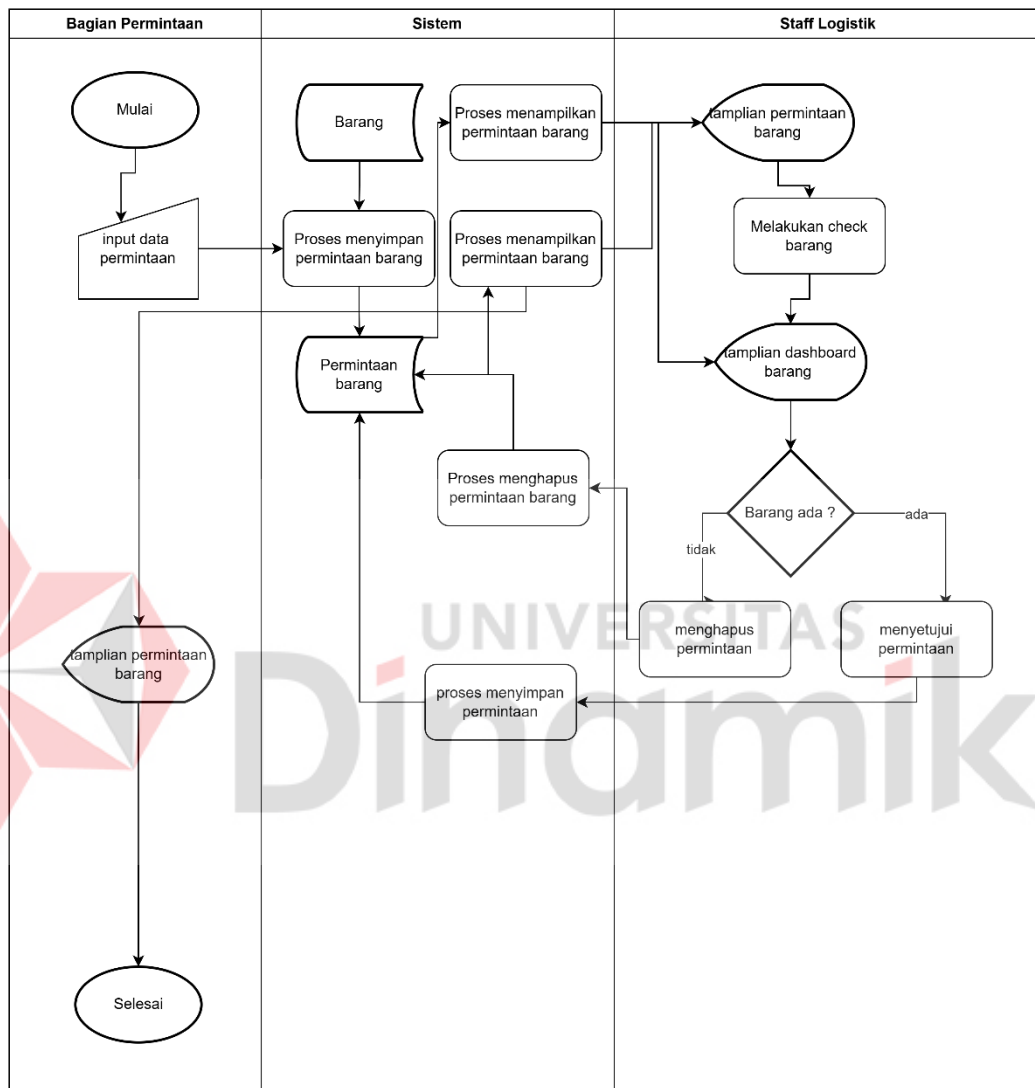 Bagian Permintaan
Sistem
Staff Logistik
Mulai
Barang
Proses menampilkan
permintaan barang
tamplian permintaan
barang
input data
permintaan
Proses menyimpan
permintaan barang
Proses menampilkan
permintaan barang
Melakukan check
barang
Permintaan
barang
tamplian dashboard
barang
Proses menghapus
permintaan barang
Barang ada ?
ada
tidak
menghapus
permintaan
menyetujui
permintaan
tamplian permintaan
barang
proses menyimpan
permintaan
Selesai
UNIVERSITAS
Dinamika